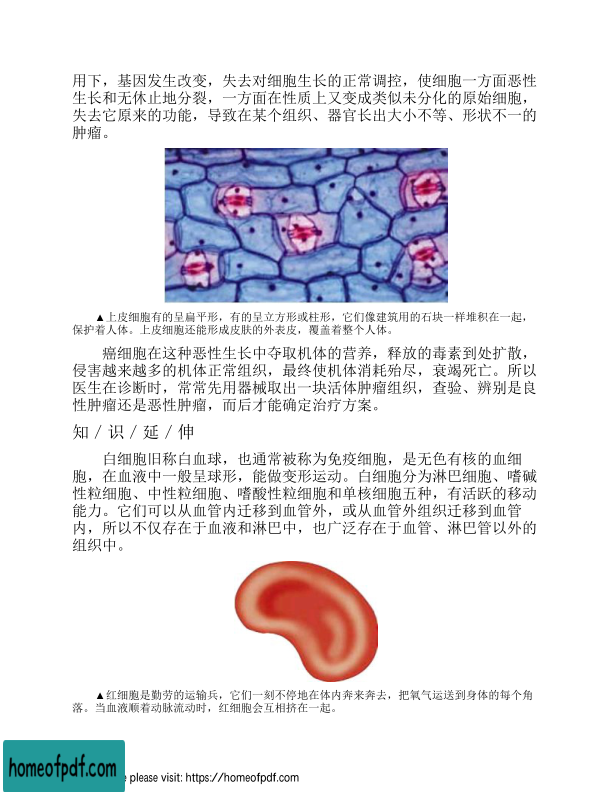 用下，基因发生改变，失去对细胞生长的正常调控，使细胞一方面恶性
生长和无休止地分裂，一方面在性质上又变成类似未分化的原始细胞，
失去它原来的功能，导致在某个组织、器官长出大小不等、形状不一的
肿瘤。
▲上皮细胞有的呈扁平形，有的呈立方形或柱形，它们像建筑用的石块一样堆积在一起，
保护着人体。上皮细胞还能形成皮肤的外表皮，覆盖着整个人体。
癌细胞在这种恶性生长中夺取机体的营养，释放的毒素到处扩散，
侵害越来越多的机体正常组织，最终使机体消耗殆尽，衰竭死亡。所以
医生在诊断时，常常先用器械取出一块活体肿瘤组织，查验、辨别是良
性肿瘤还是恶性肿瘤，而后才能确定治疗方案。
知／识／延／伸
白细胞旧称白血球，也通常被称为免疫细胞，是无色有核的血细
胞，在血液中一般呈球形，能做变形运动。白细胞分为淋巴细胞、嗜碱
性粒细胞、中性粒细胞、嗜酸性粒细胞和单核细胞五种，有活跃的移动
能力。它们可以从血管内迁移到血管外，或从血管外组织迁移到血管
内，所以不仅存在于血液和淋巴中，也广泛存在于血管、淋巴管以外的
组织中。
▲红细胞是勤劳的运输兵，它们一刻不停地在体内奔来奔去，把氧气运送到身体的每个角
落。当血液顺着动脉流动时，红细胞会互相挤在一起。
homeofpdf.com
e please visit: https://homeofpdf.com